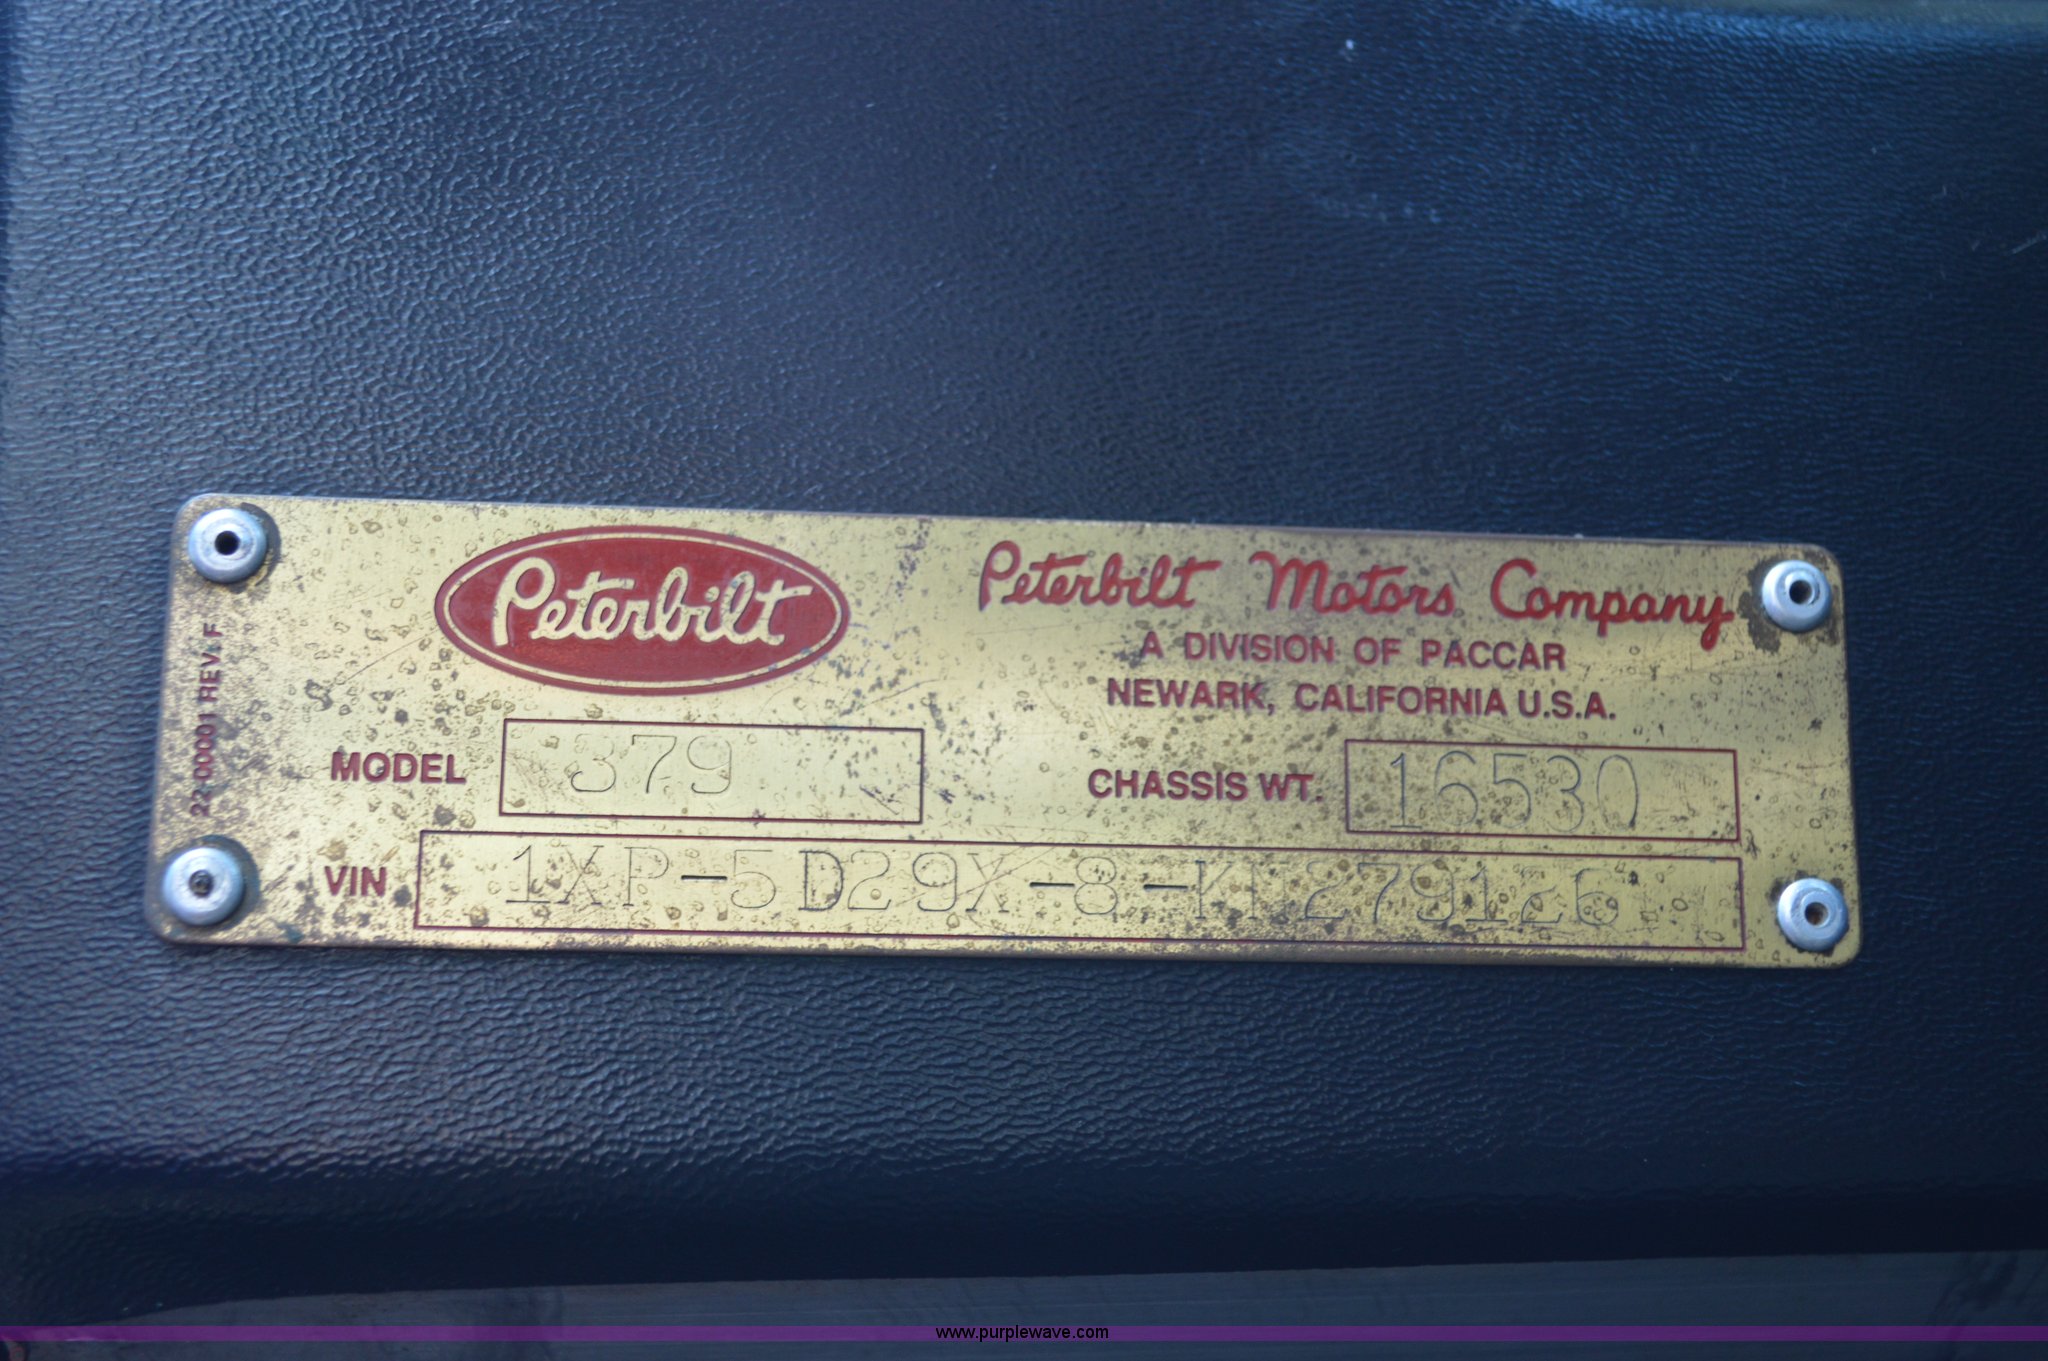 Peterbilt
Peterbilt Motors Company
A DIVISION OF PACCAR
NEWARK, CALIFORNIA U.S.A.
22-00001 REV. F
MODEL 379
CHASSIS WT. 16530
VIN 1XP-5D29X-8-KN279126
www.purplewave.com